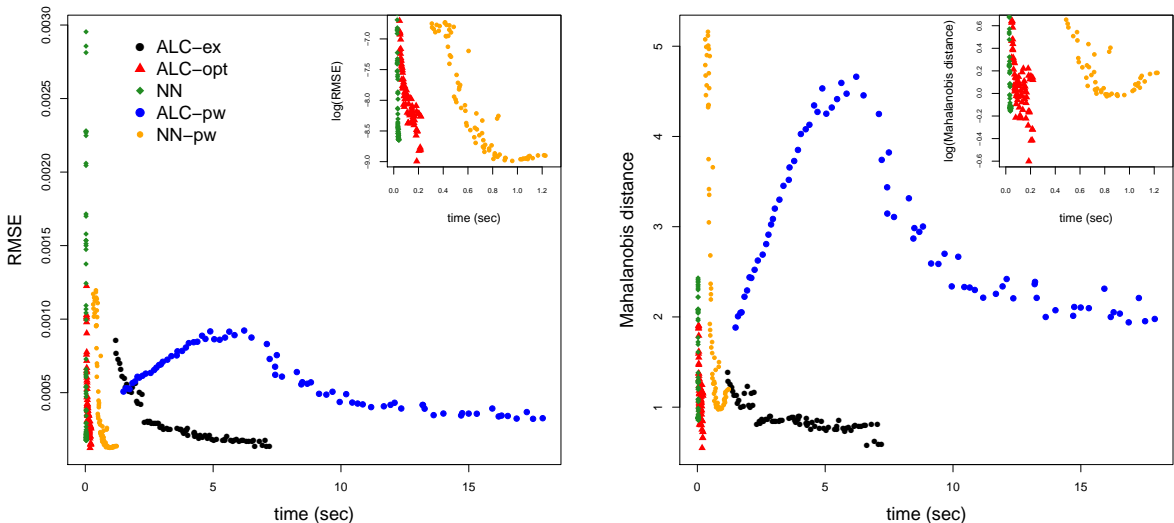 0.0030
0.0025
0.0020
0.0015
0.0010
0.0005
RMSE
ALC−ex
ALC−opt
NN
ALC−pw
NN−pw
0
5
10
15
time (sec)
-7.0
-7.5
-8.0
-8.5
-9.0
log(RMSE)
0.0 0.2 0.4 0.6 0.8 1.0 1.2
time (sec)
5
4
3
2
1
Mahalanobis distance
0
5
10
15
time (sec)
0.6
0.4
0.2
0.0
-0.2
-0.4
-0.6
log(Mahalanobis distance)
0.0 0.2 0.4 0.6 0.8 1.0 1.2
time (sec)